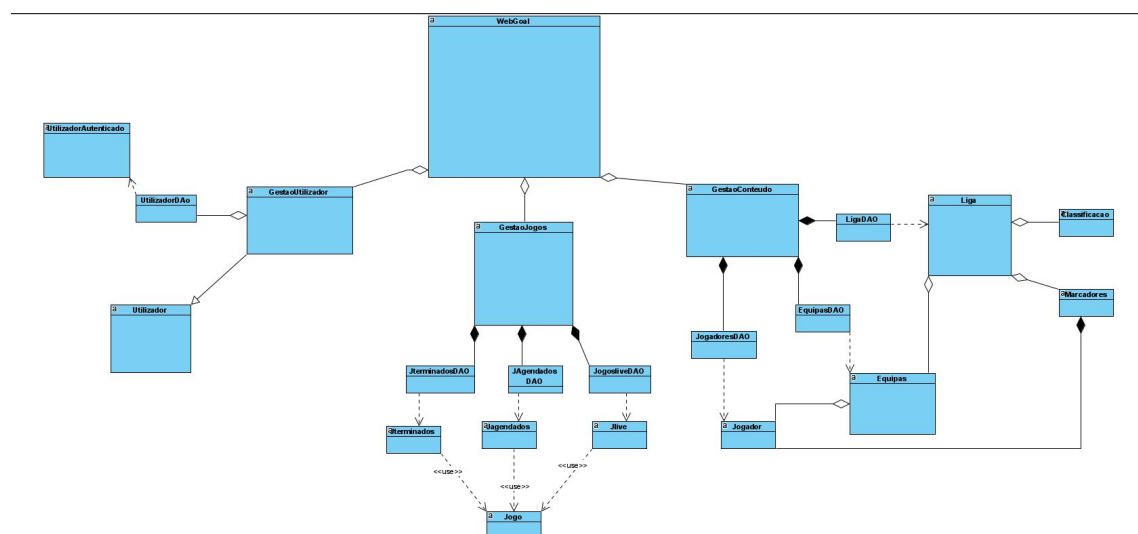 a WebGoal
a UtilizadorAutenticado
UtilizadorDAo
a GestaoUtilizador
a Utilizador
a GestaoJogos
a GestaoConteudo
LigaDAO
a Liga
a Classificacao
a Marcadores
EquipasDAO
JogadoresDAO
JterminadosDAO
JAgendados
DAO
JogosliveDAO
a Equipas
a Jogador
a Jterminados
a Jagendados
a Jlive
<<use>>
<<use>>
<<use>>
a Jogo